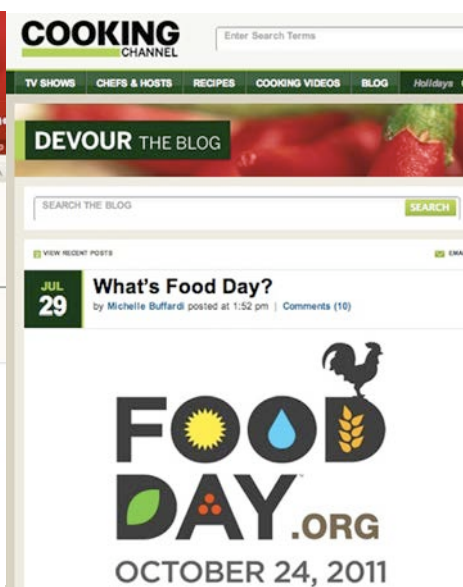 COOKING
CHANNEL
Enter Search Terms
TV SHOWS CHEFS & HOSTS RECIPES COOKING VIDEOS BLOG Holidays
DEVOUR THE BLOG
SEARCH THE BLOG SEARCH
VIEW RECENT POSTS
JUL
29
What's Food Day?
by Michelle Buffardi posted at 1:52 pm | Comments (10)
FOOD
DAY.ORG
OCTOBER 24, 2011